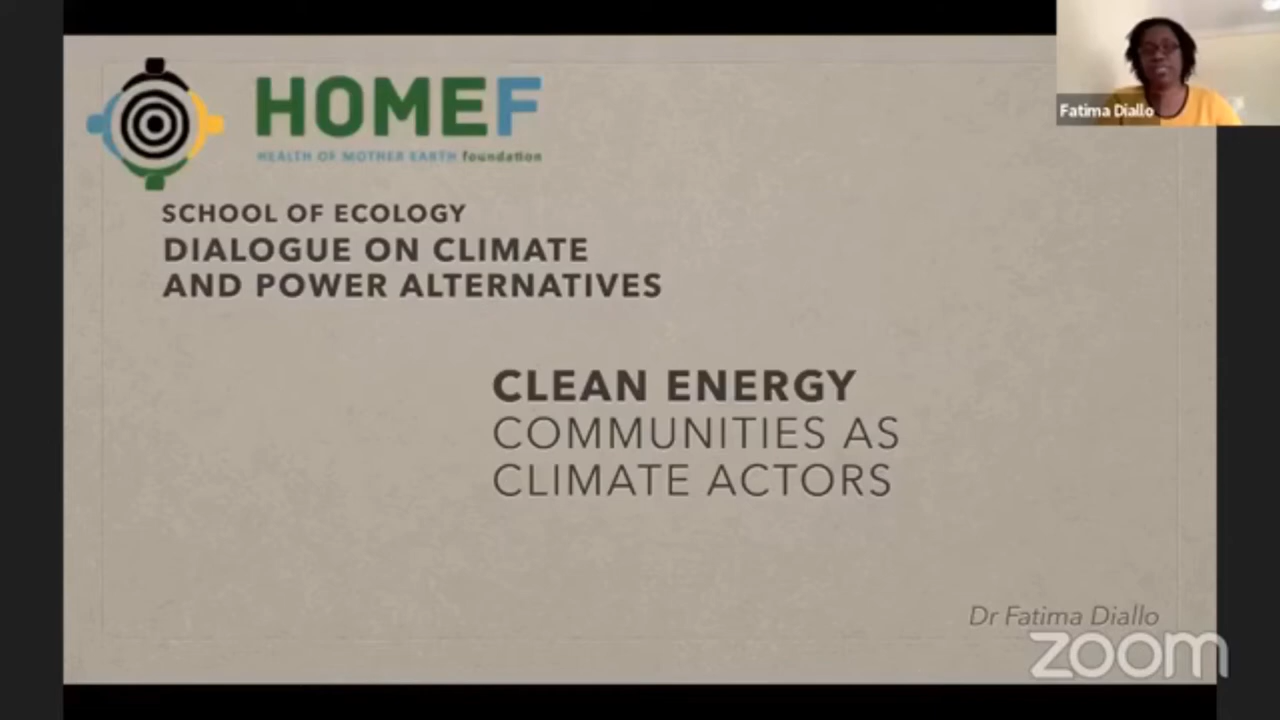 Fatima Diallo
HOMEF
HEALTH OF MOTHER EARTH foundation
SCHOOL OF ECOLOGY
DIALOGUE ON CLIMATE
AND POWER ALTERNATIVES
CLEAN ENERGY
COMMUNITIES AS
CLIMATE ACTORS
Dr Fatima Diallo
zoom